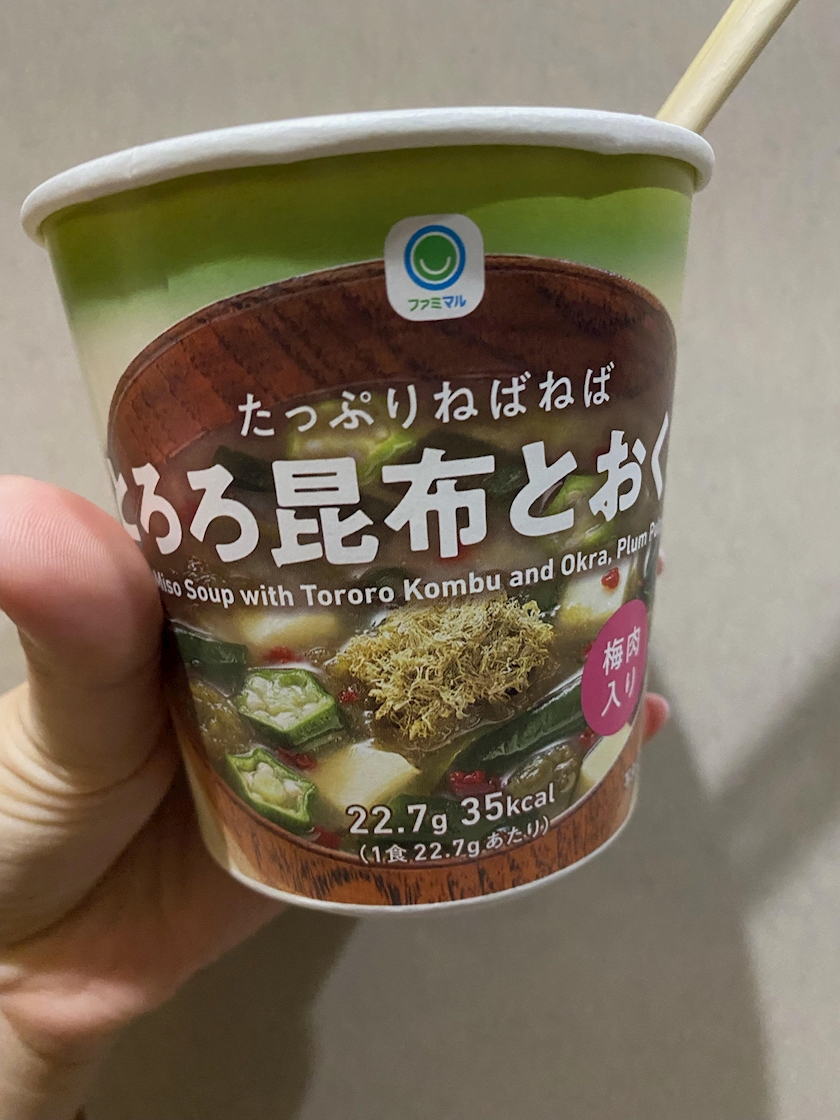 ファミマル
たっぷりねばねば
とろろ昆布とおく
Miso Soup with Tororo Kombu and Okra, Plum
梅肉
入り
22.7g 35kcal
(1食 22.7gあたり)